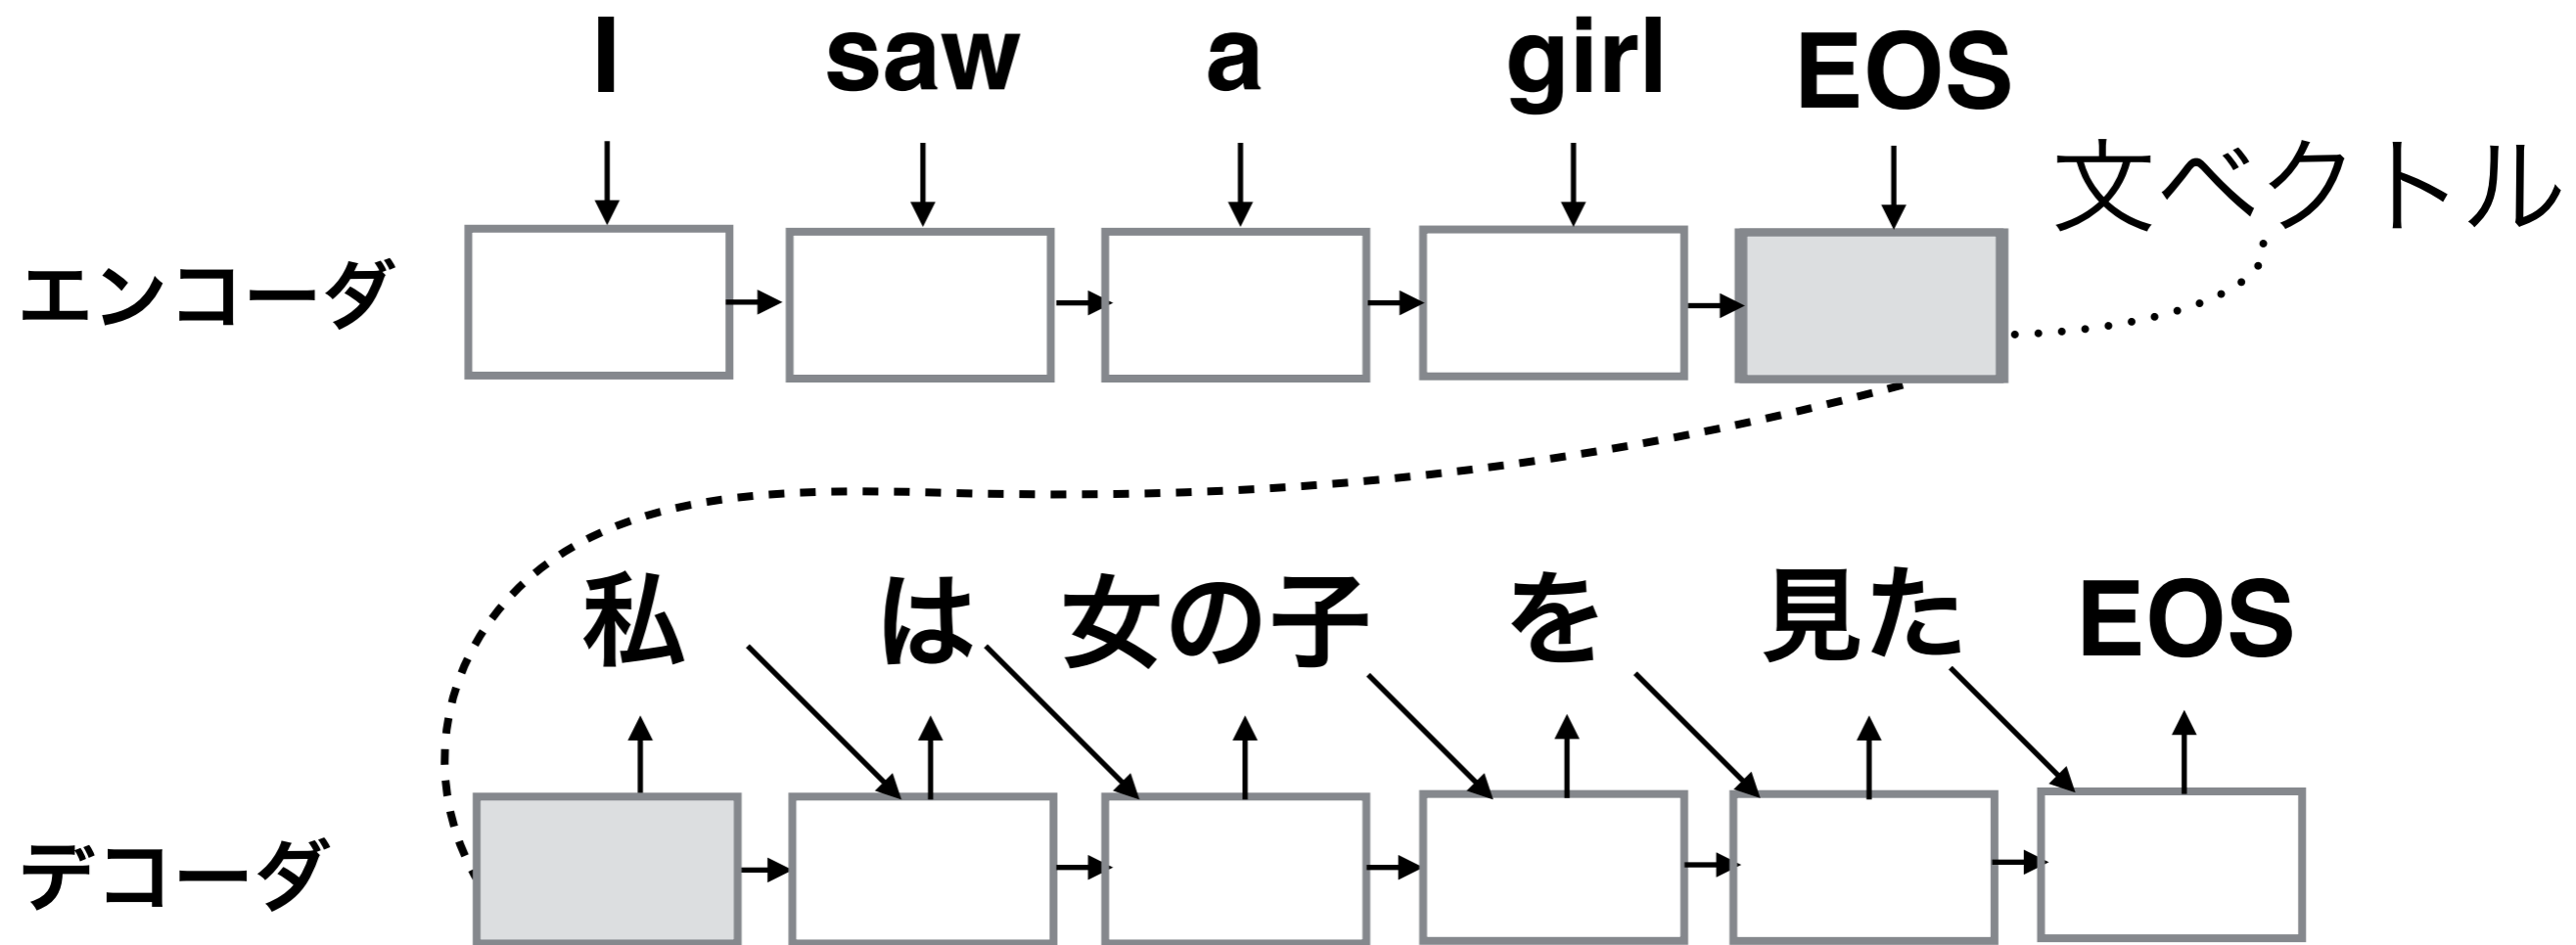 I saw a girl EOS
文ベクトル
エンコーダ
私 は 女の子 を 見た EOS
デコーダ